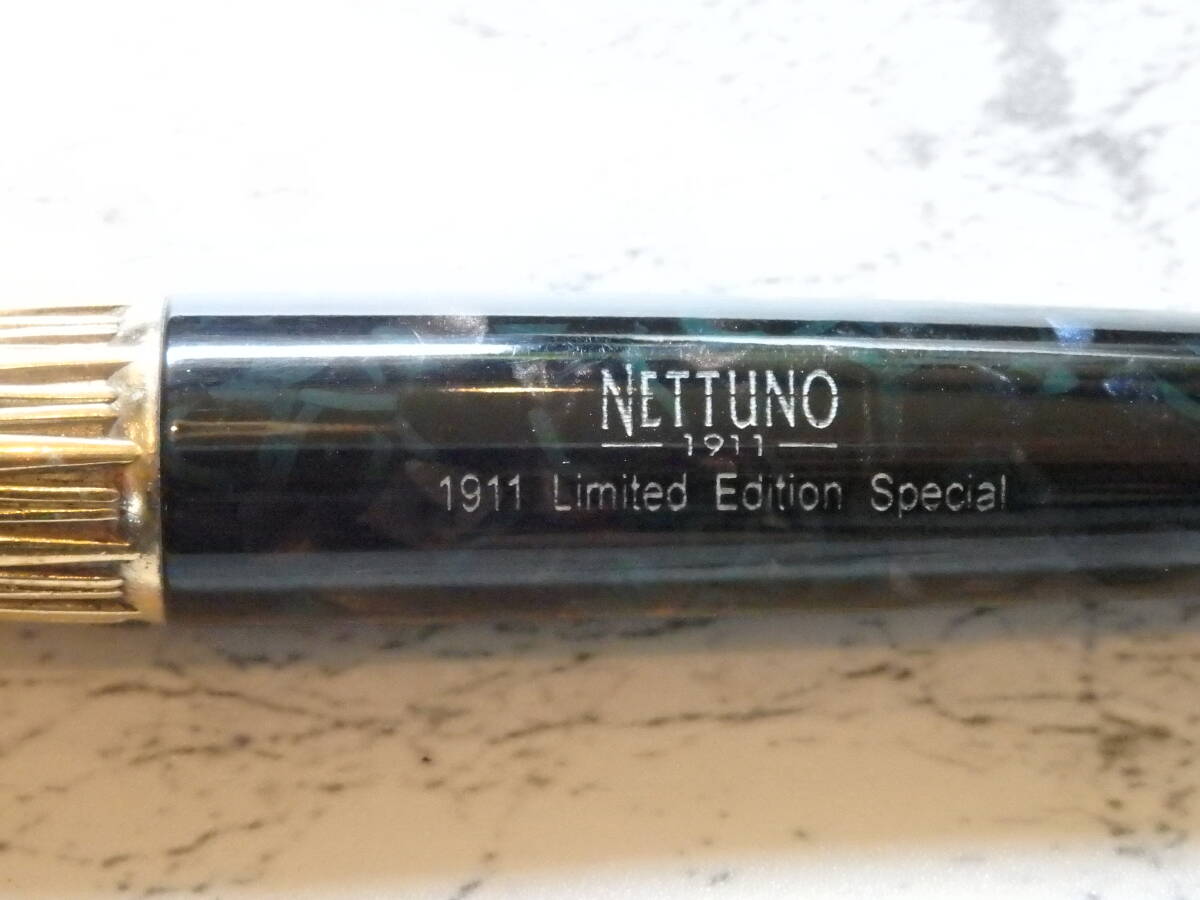 NETTUNO
1911
1911 Limited Edition Special